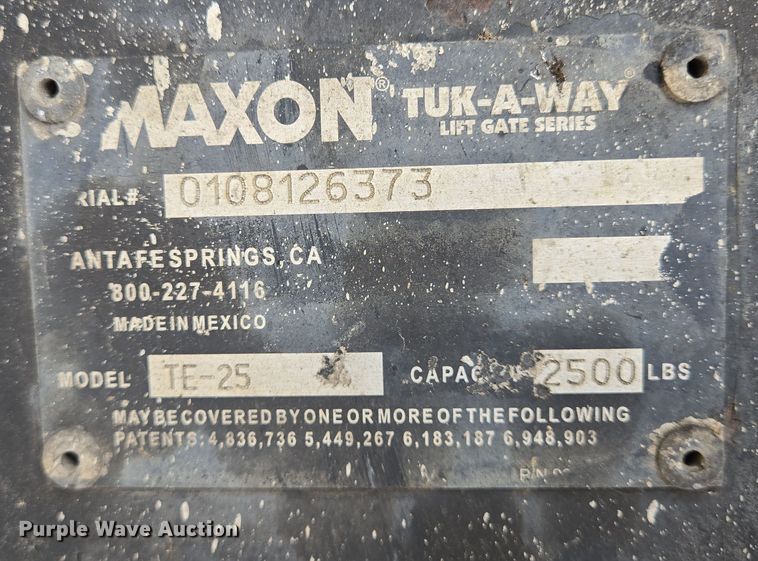 MAXON® TUK-A-WAY®
LIFT GATE SERIES
RIAL# 0108126373
ANTA FE SPRINGS, CA
800-227-4116
MADE IN MEXICO
MODEL TE-25 CAPAC 2500 LBS
MAY BE COVERED BY ONE OR MORE OF THE FOLLOWING
PATENTS: 4,836,736 5,449,267 6,183,187 6,948,903
P/N
Purple Wave Auction